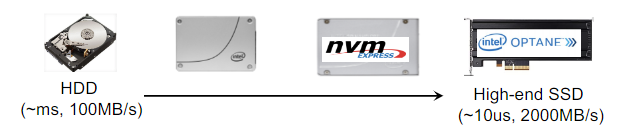 intel
nvm
EXPRESS
intel OPTANE
HDD
(~ms, 100MB/s)
High-end SSD
(~10us, 2000MB/s)